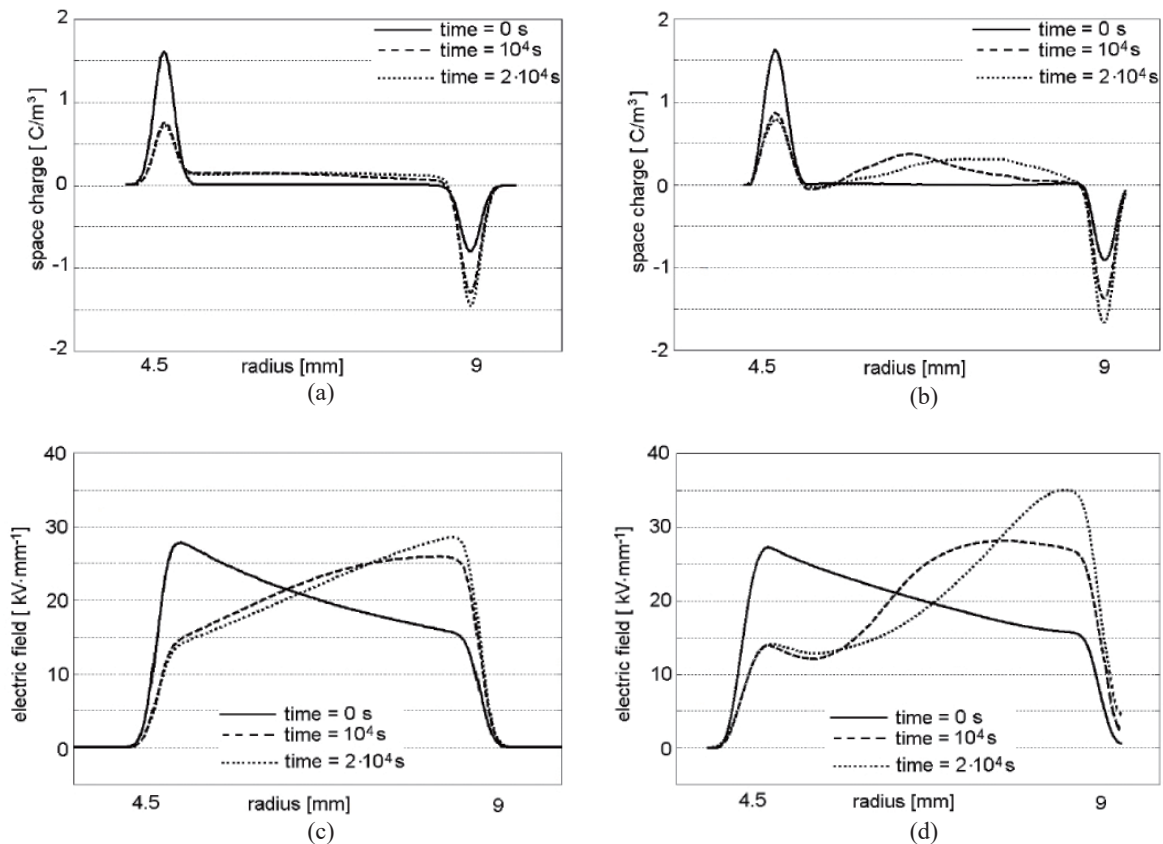 2
1
0
-1
-2
space charge [ C/m³]
time = 0 s
time = 10⁴s
time = 2·10⁴s
4.5
radius [mm]
9
(a)
2
1
0
-1
-2
space charge [ C/m³]
time = 0 s
time = 10⁴s
time = 2·10⁴s
4.5
radius [mm]
9
(b)
40
30
20
10
0
electric field [ kV·mm⁻¹]
time = 0 s
time = 10⁴s
time = 2·10⁴s
4.5
radius [mm]
9
(c)
40
30
20
10
0
electric field [ kV·mm⁻¹]
time = 0 s
time = 10⁴s
time = 2·10⁴s
4.5
radius [mm]
9
(d)